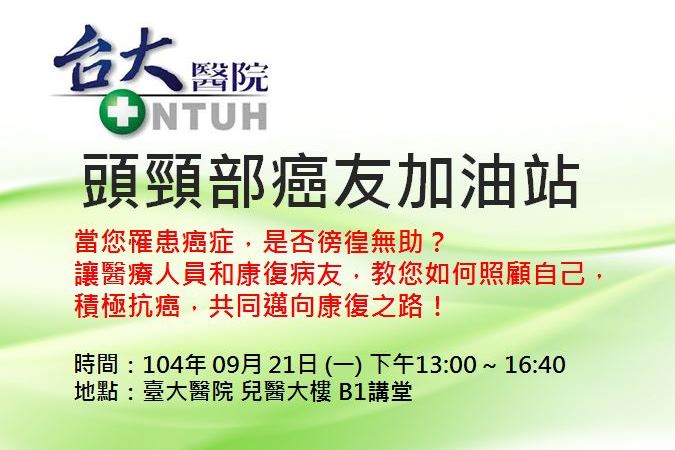 台大醫院
NTUH
頭頸部癌友加油站
當您罹患癌症，是否徬徨無助？
讓醫療人員和康復病友，教您如何照顧自己，
積極抗癌，共同邁向康復之路！
時間：104年 09月 21日 (一) 下午13:00 ~ 16:40
地點：臺大醫院 兒醫大樓 B1講堂